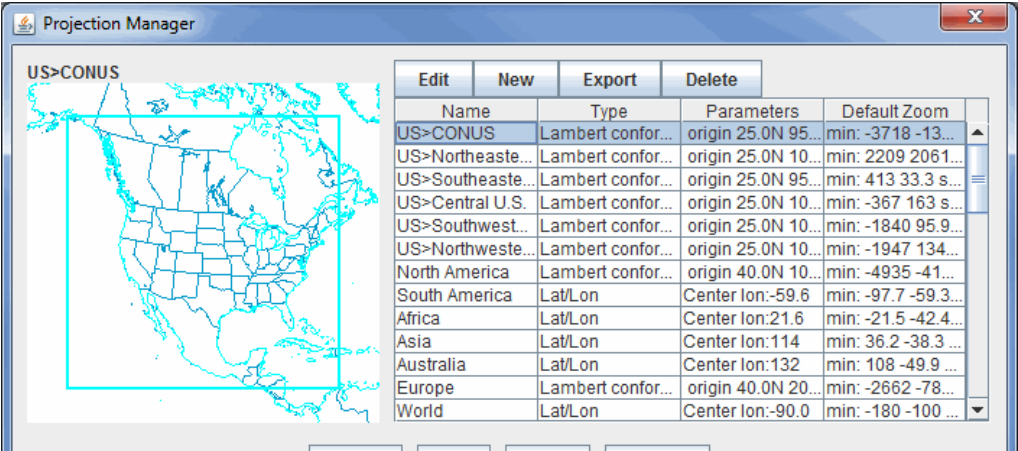 Projection Manager
US>CONUS
Edit New Export Delete
Name Type Parameters Default Zoom
US>CONUS Lambert confor... origin 25.0N 95... min: -3718 -13...
US>Northeaste... Lambert confor... origin 25.0N 10... min: 2209 2061...
US>Southeaste... Lambert confor... origin 25.0N 95... min: 413 33.3 s...
US>Central U.S. Lambert confor... origin 25.0N 10... min: -367 163 s...
US>Southwest... Lambert confor... origin 25.0N 10... min: -1840 95.9...
US>Northweste... Lambert confor... origin 25.0N 10... min: -1947 134...
North America Lambert confor... origin 40.0N 10... min: -4935 -41...
South America Lat/Lon Center lon:-59.6 min: -97.7 -59.3...
Africa Lat/Lon Center lon:21.6 min: -21.5 -42.4...
Asia Lat/Lon Center lon:114 min: 36.2 -38.3 ...
Australia Lat/Lon Center lon:132 min: 108 -49.9 ...
Europe Lambert confor... origin 40.0N 20... min: -2662 -78...
World Lat/Lon Center lon:-90.0 min: -180 -100 ...